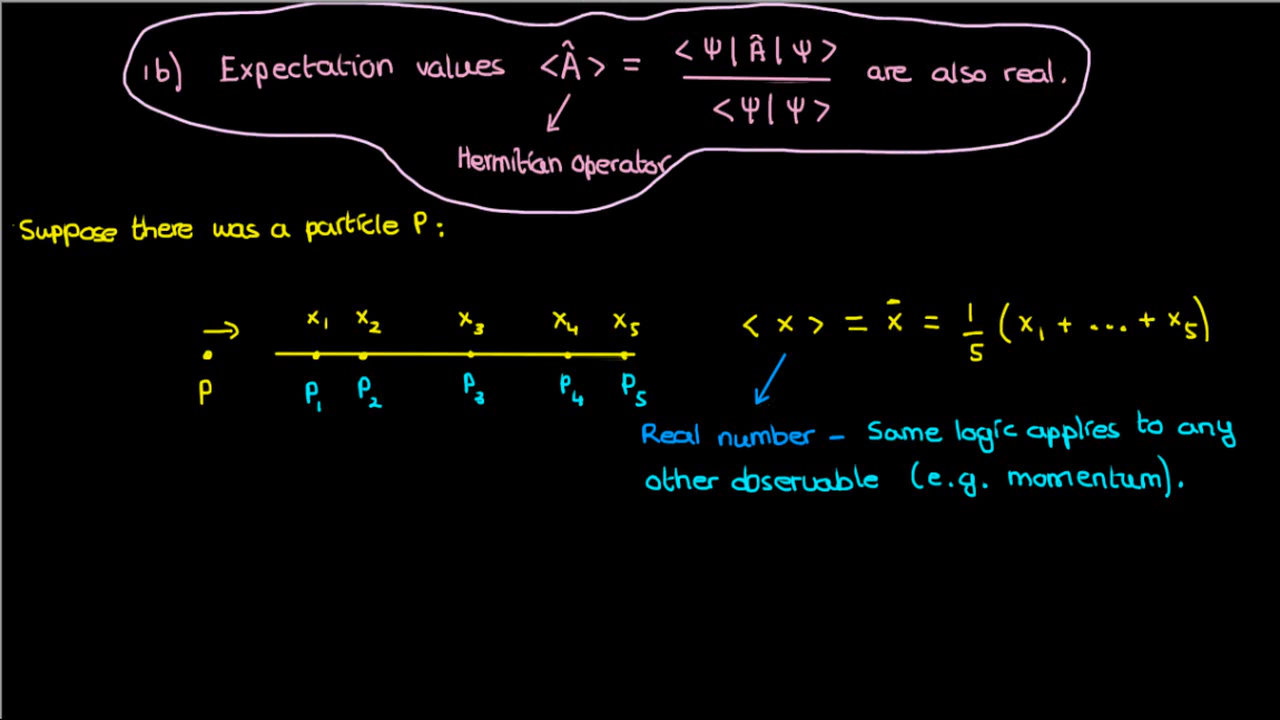 1b) Expectation values <Â> = <Ψ|Â|Ψ> / <Ψ|Ψ> are also real.
Hermitian operator
Suppose there was a particle P:
x₁ x₂ x₃ x₄ x₅
P P₁ P₂ P₃ P₄ P₅
<x> = x̄ = 1/5 (x₁ + ... + x₅)
Real number - Same logic applies to any
other observable (e.g. momentum).